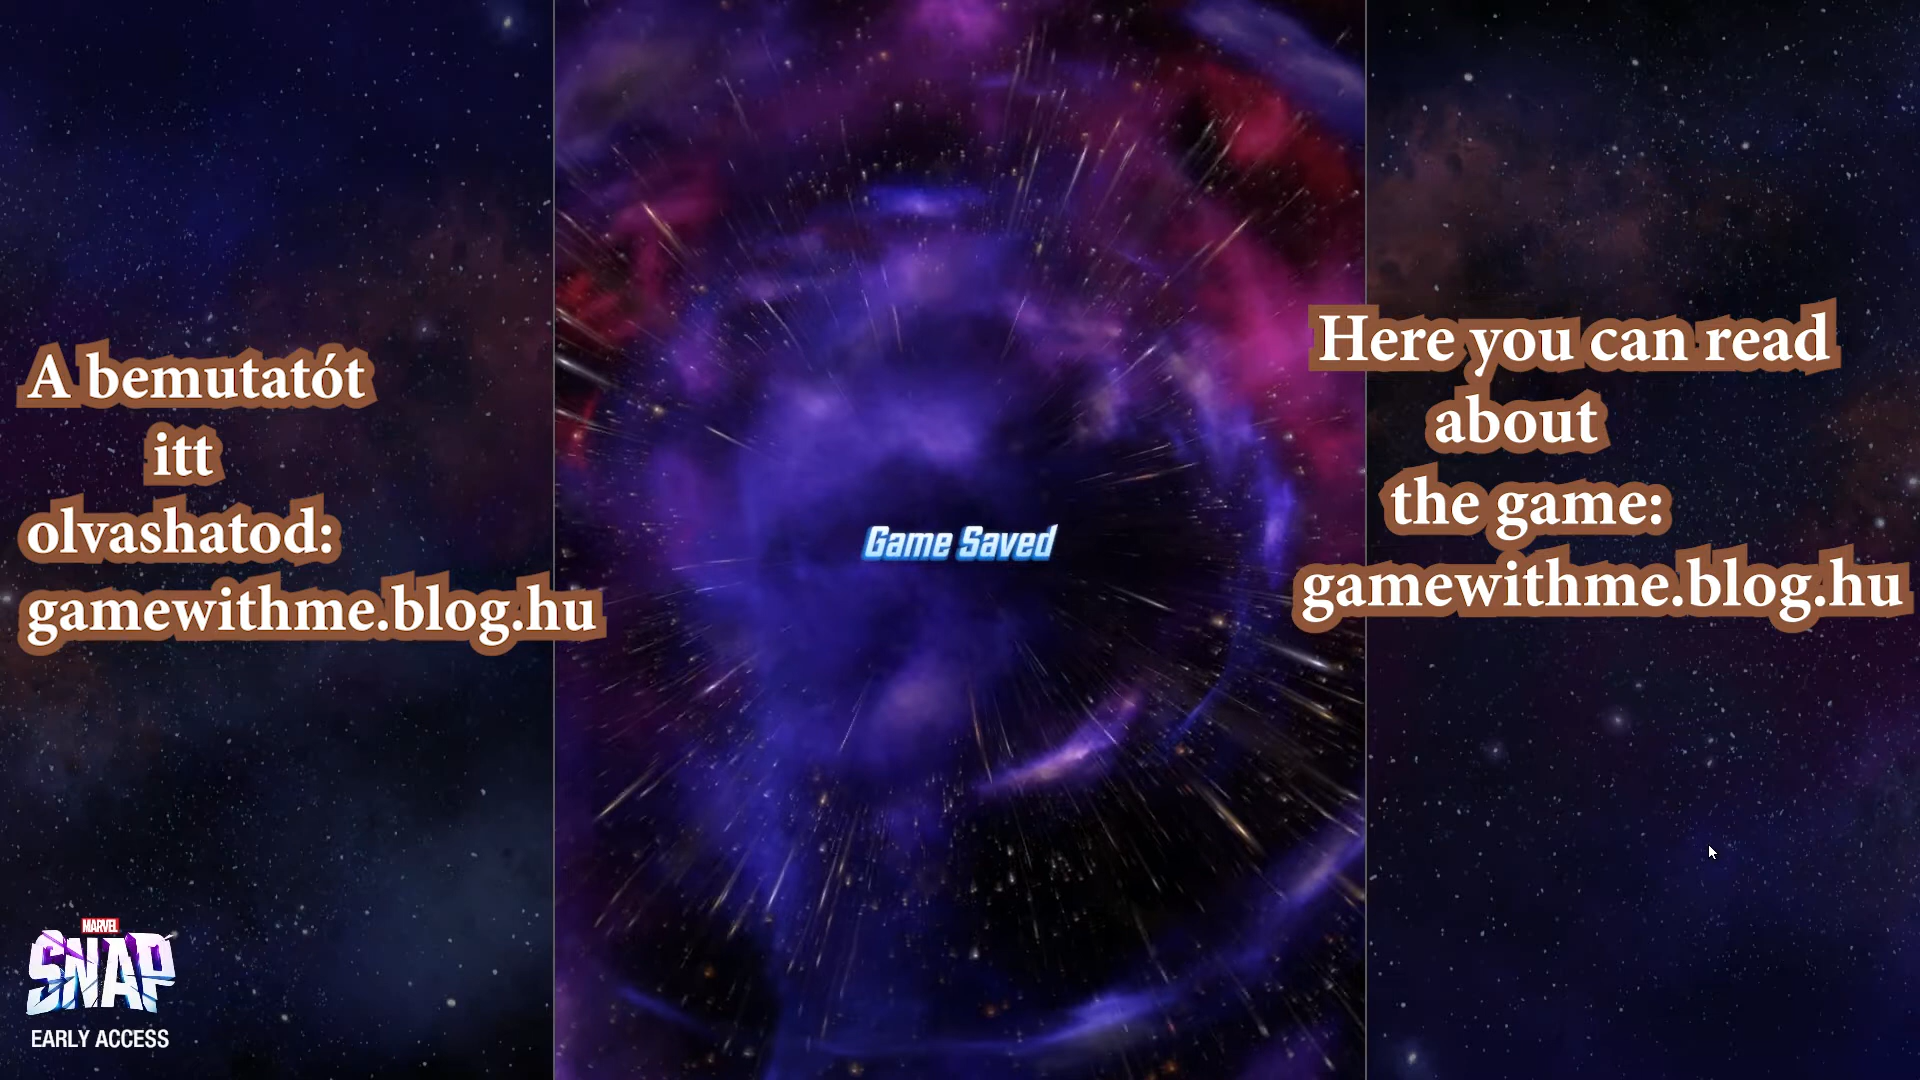 A bemutatót
itt
olvashatod:
gamewithme.blog.hu
Game Saved
Here you can read
about
the game:
gamewithme.blog.hu
MARVEL
SNAP
EARLY ACCESS